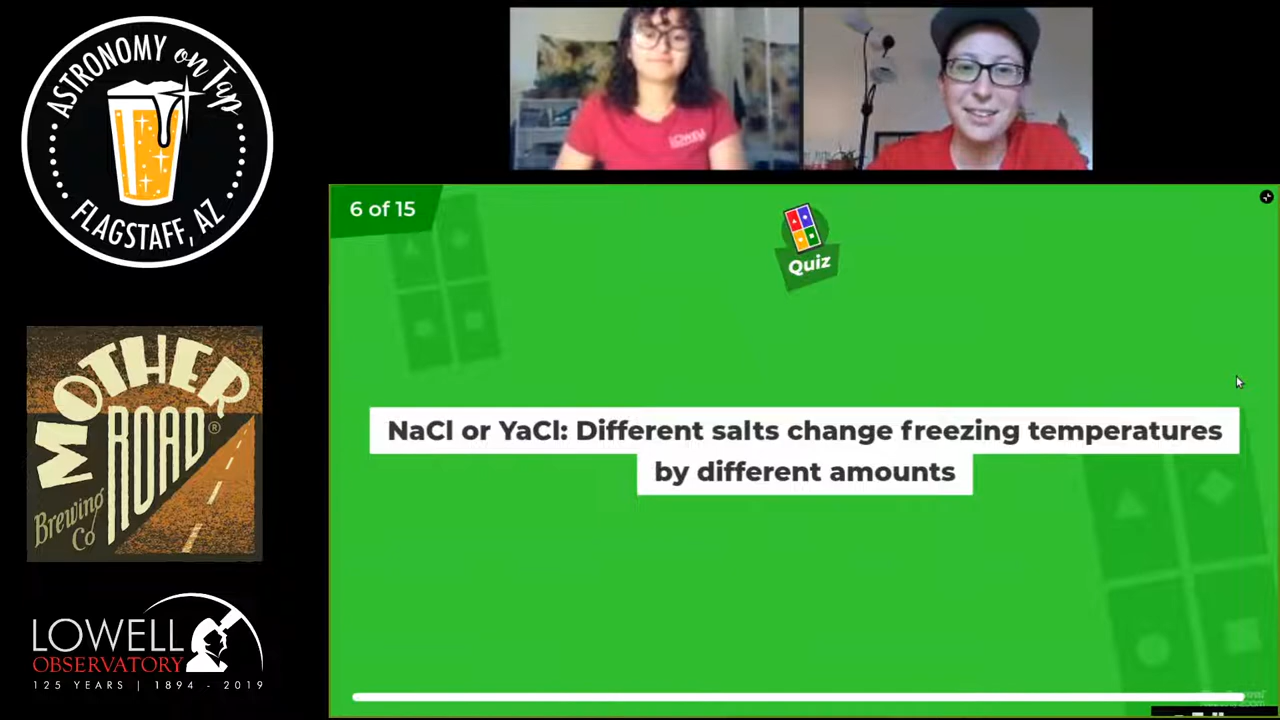 ASTRONOMY on Tap
FLAGSTAFF, AZ
LOWELL
6 of 15
Quiz
NaCl or YaCl: Different salts change freezing temperatures
by different amounts
MOTHER
ROAD®
Brewing
Co
LOWELL
OBSERVATORY
125 YEARS | 1894 - 2019